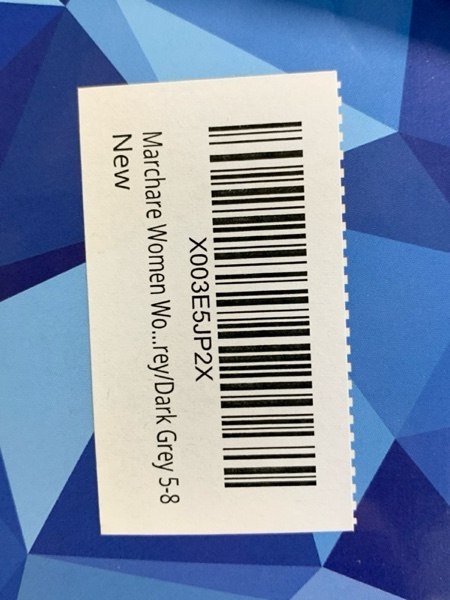 X003E5JP2X
Marchare Women Wo...rey/Dark Grey 5-8
New